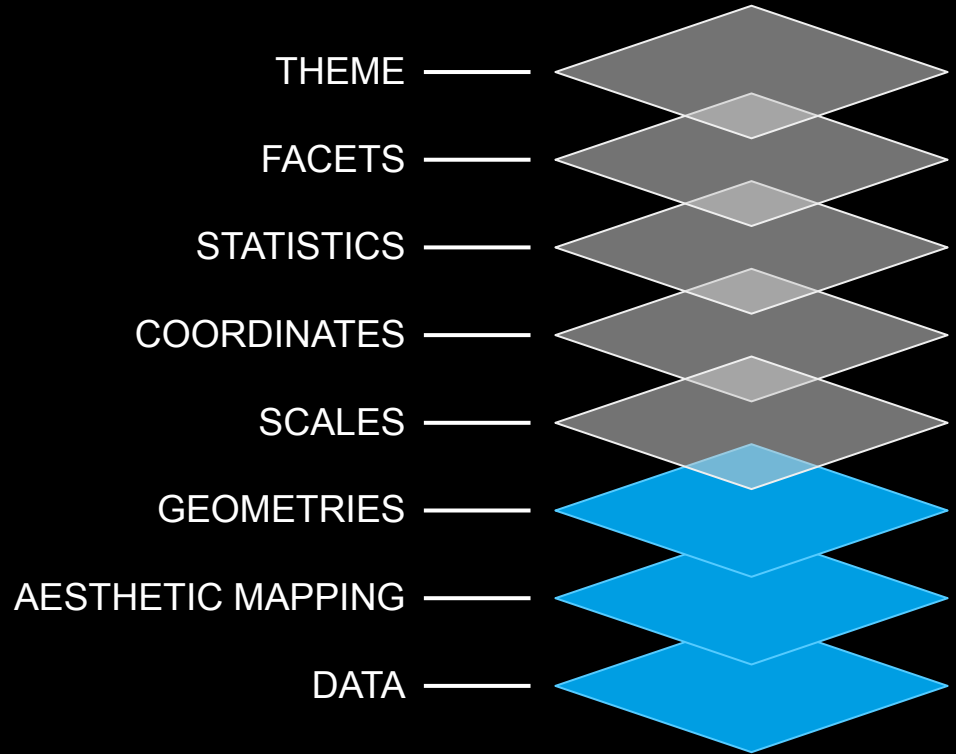 THEME
FACETS
STATISTICS
COORDINATES
SCALES
GEOMETRIES
AESTHETIC MAPPING
DATA